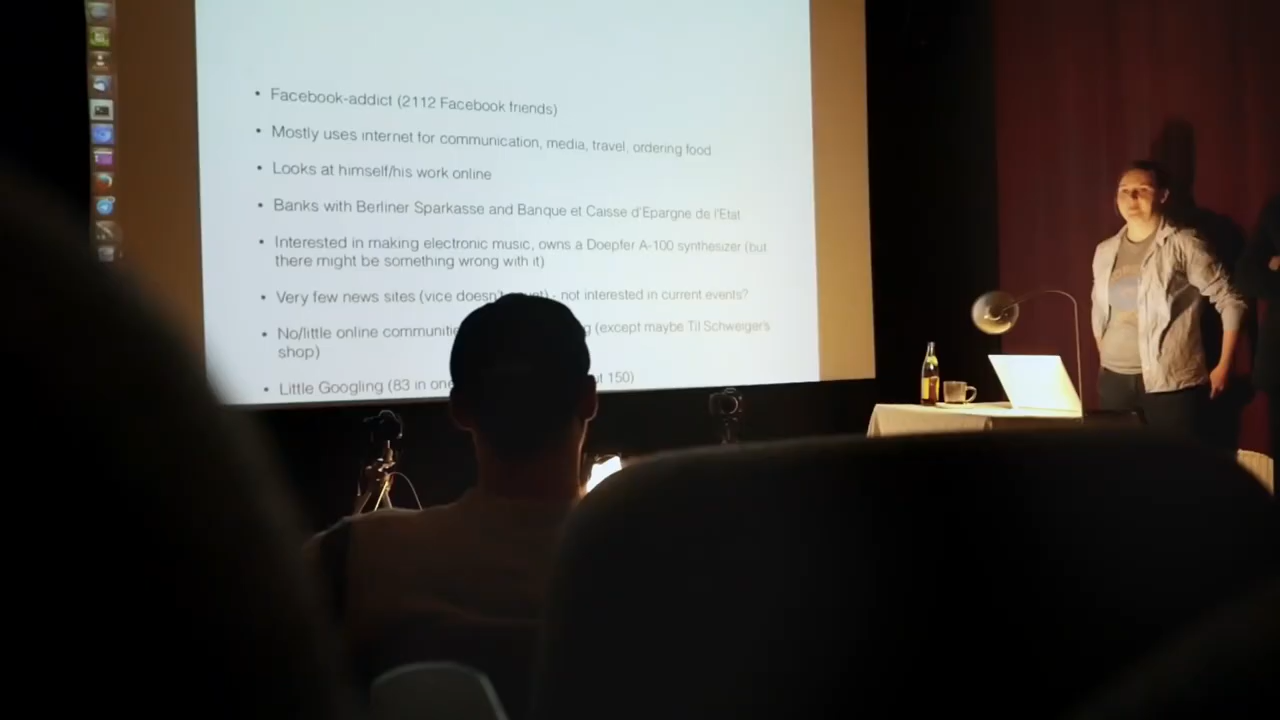 • Facebook-addict (2112 Facebook friends)
• Mostly uses internet for communication, media, travel, ordering food
• Looks at himself/his work online
• Banks with Berliner Sparkasse and Banque et Caisse d'Epargne de l'Etat
• Interested in making electronic music, owns a Doepfer A-100 synthesizer (but
there might be something wrong with it)
• Very few news sites (vice doesn't - not interested in current events?
• No/little online (except maybe Til Schweiger's
shop)
• Little Googling (83 in one 150)